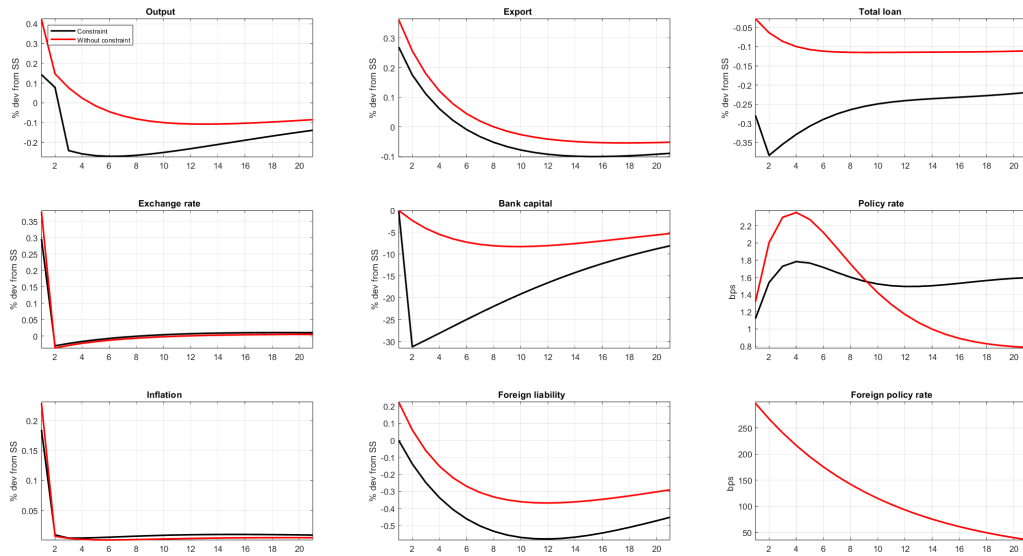 Output
Export
Total loan
% dev from SS
0.4
0.3
0.2
0.1
0
-0.1
-0.2
Constraint
Without constraint
2 4 6 8 10 12 14 16 18 20
% dev from SS
0.3
0.2
0.1
0
-0.1
2 4 6 8 10 12 14 16 18 20
% dev from SS
-0.05
-0.1
-0.15
-0.2
-0.25
-0.3
-0.35
2 4 6 8 10 12 14 16 18 20
Exchange rate
Bank capital
Policy rate
% dev from SS
0.35
0.3
0.25
0.2
0.15
0.1
0.05
0
2 4 6 8 10 12 14 16 18 20
% dev from SS
0
-5
-10
-15
-20
-25
-30
2 4 6 8 10 12 14 16 18 20
bps
2.2
2
1.8
1.6
1.4
1.2
1
0.8
2 4 6 8 10 12 14 16 18 20
Inflation
Foreign liability
Foreign policy rate
% dev from SS
0.2
0.15
0.1
0.05
2 4 6 8 10 12 14 16 18 20
% dev from SS
0.2
0.1
0
-0.1
-0.2
-0.3
-0.4
-0.5
2 4 6 8 10 12 14 16 18 20
bps
250
200
150
100
50
2 4 6 8 10 12 14 16 18 20